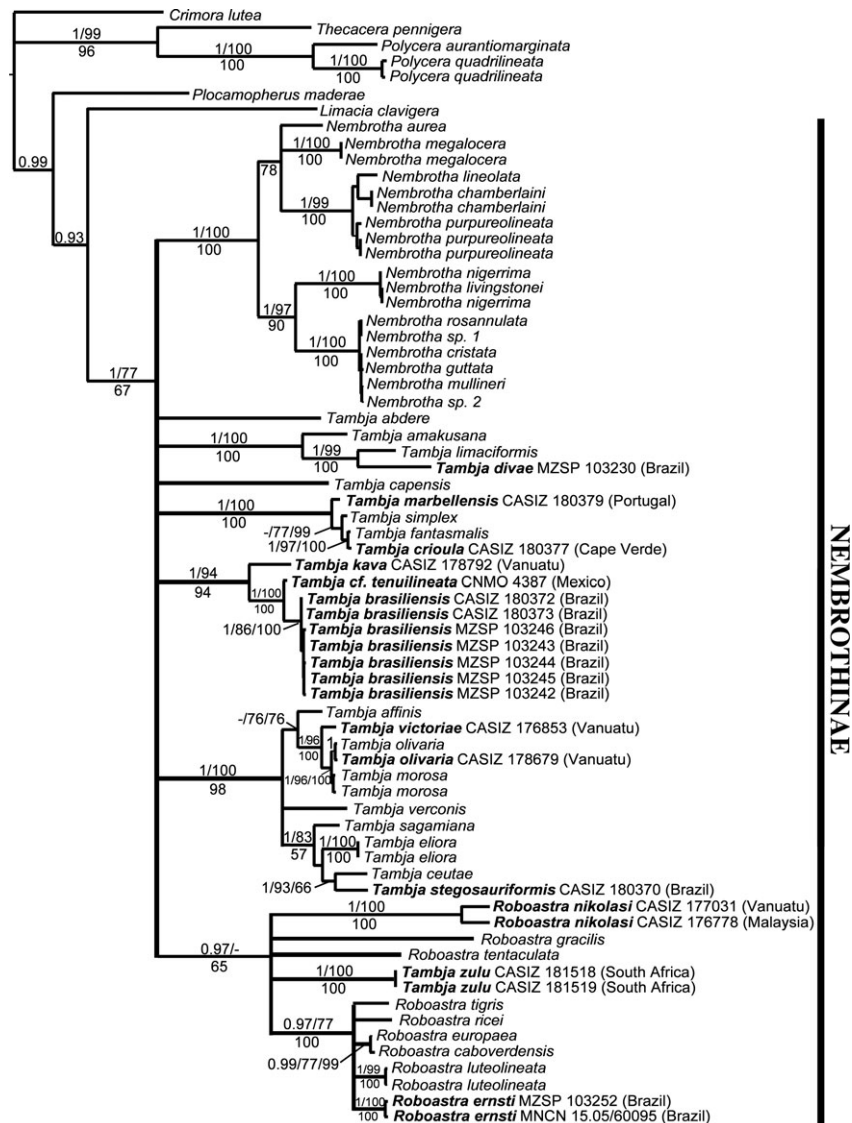 Crimora lutea
1/99
96
Thecacera pennigera
1/100
100
Polycera aurantiomarginata
1/100
100
Polycera quadrilineata
Polycera quadrilineata
Plocamopherus maderae
0.99
Limacia clavigera
0.93
1/77
67
1/100
100
78
Nembrotha aurea
1/100
100
Nembrotha megalocera
Nembrotha megalocera
1/99
100
Nembrotha lineolata
Nembrotha chamberlaini
Nembrotha chamberlaini
Nembrotha purpureolineata
Nembrotha purpureolineata
Nembrotha purpureolineata
1/97
90
1/100
100
Nembrotha nigerrima
Nembrotha livingstonei
Nembrotha nigerrima
1/100
100
Nembrotha rosannulata
Nembrotha sp. 1
Nembrotha cristata
Nembrotha guttata
Nembrotha mullineri
Nembrotha sp. 2
Tambja abdere
1/100
100
Tambja amakusana
1/99
100
Tambja limaciformis
Tambja divae MZSP 103230 (Brazil)
Tambja capensis
1/100
100
Tambja marbellensis CASIZ 180379 (Portugal)
-/77/99
Tambja simplex
1/97/100
Tambja fantasmalis
Tambja crioula CASIZ 180377 (Cape Verde)
1/94
94
Tambja kava CASIZ 178792 (Vanuatu)
1/100
100
Tambja cf. tenuilineata CNMO 4387 (Mexico)
1/86/100
Tambja brasiliensis CASIZ 180372 (Brazil)
Tambja brasiliensis CASIZ 180373 (Brazil)
Tambja brasiliensis MZSP 103246 (Brazil)
Tambja brasiliensis MZSP 103243 (Brazil)
Tambja brasiliensis MZSP 103244 (Brazil)
Tambja brasiliensis MZSP 103245 (Brazil)
Tambja brasiliensis MZSP 103242 (Brazil)
1/100
98
-/76/76
Tambja affinis
1/96
100
Tambja victoriae CASIZ 176853 (Vanuatu)
1
1/96/100
Tambja olivaria
Tambja olivaria CASIZ 178679 (Vanuatu)
Tambja morosa
Tambja morosa
Tambja verconis
1/83
57
Tambja sagamiana
1/100
100
Tambja eliora
Tambja eliora
1/93/66
Tambja ceutae
Tambja stegosauriformis CASIZ 180370 (Brazil)
0.97/-
65
1/100
100
Roboastra nikolasi CASIZ 177031 (Vanuatu)
Roboastra nikolasi CASIZ 176778 (Malaysia)
Roboastra gracilis
Roboastra tentaculata
1/100
100
Tambja zulu CASIZ 181518 (South Africa)
Tambja zulu CASIZ 181519 (South Africa)
0.97/77
100
Roboastra tigris
Roboastra ricei
0.99/77/99
Roboastra europaea
Roboastra caboverdensis
1/99
100
Roboastra luteolineata
Roboastra luteolineata
1/100
100
Roboastra ernsti MZSP 103252 (Brazil)
Roboastra ernsti MNCN 15.05/60095 (Brazil)
NEMBROTHINAE